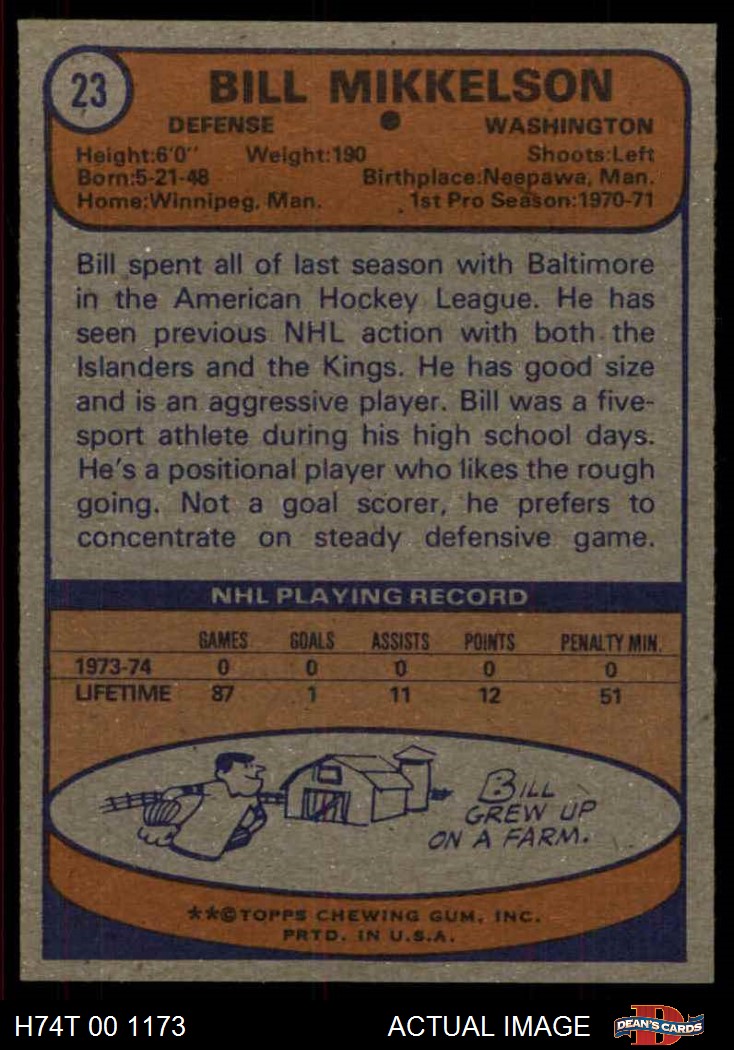 23
BILL MIKKELSON
DEFENSE WASHINGTON
Height:6'0" Weight:190 Shoots:Left
Born:5-21-48 Birthplace:Neepawa, Man.
Home:Winnipeg, Man. 1st Pro Season:1970-71
Bill spent all of last season with Baltimore
in the American Hockey League. He has
seen previous NHL action with both the
Islanders and the Kings. He has good size
and is an aggressive player. Bill was a five-
sport athlete during his high school days.
He's a positional player who likes the rough
going. Not a goal scorer, he prefers to
concentrate on steady defensive game.
NHL PLAYING RECORD
GAMES GOALS ASSISTS POINTS PENALTY MIN.
1973-74 0 0 0 0 0
LIFETIME 87 1 11 12 51
BILL
GREW UP
ON A FARM.
**©TOPPS CHEWING GUM, INC.
PRTD. IN U.S.A.
H74T 00 1173 ACTUAL IMAGE
D
DEAN'S CARDS